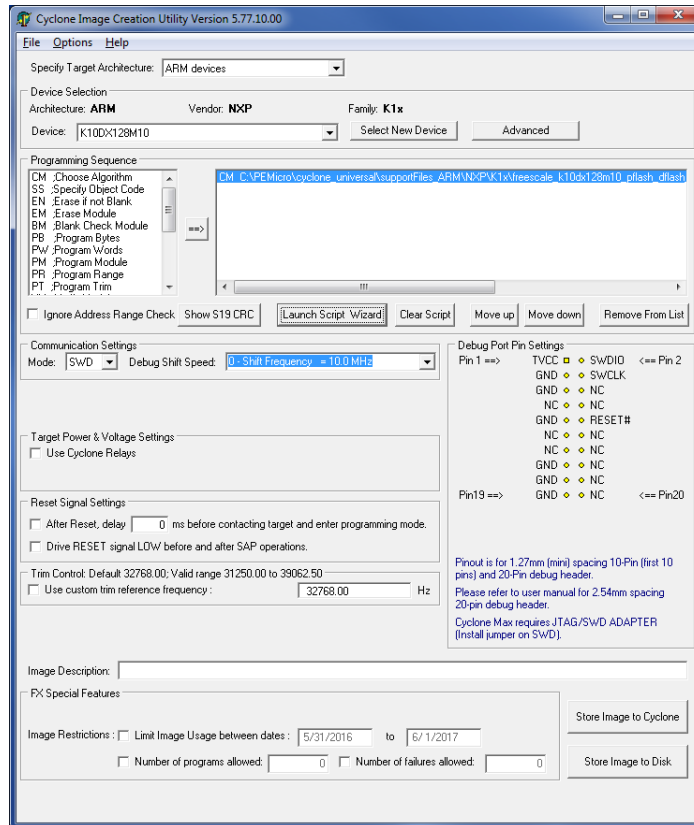 Cyclone Image Creation Utility Version 5.77.10.00
File Options Help
Specify Target Architecture: ARM devices
Device Selection
Architecture: ARM Vendor: NXP Family: K1x
Device: K10DX128M10 Select New Device Advanced
Programming Sequence
CM ;Choose Algorithm
SS ;Specify Object Code
EN ;Erase if not Blank
EM ;Erase Module
BM ;Blank Check Module
PB ;Program Bytes
PW ;Program Words
PM ;Program Module
PR ;Program Range
PT ;Program Trim
==>
CM C:\PEMicro\cyclone_universal\supportFiles_ARM\NXP\K1x\freescale_k10dx128m10_pflash_dflash
Ignore Address Range Check Show S19 CRC Launch Script Wizard Clear Script Move up Move down Remove From List
Communication Settings
Mode: SWD Debug Shift Speed: 0 - Shift Frequency = 10.0 MHz
Target Power & Voltage Settings
Use Cyclone Relays
Reset Signal Settings
After Reset, delay 0 ms before contacting target and enter programming mode.
Drive RESET signal LOW before and after SAP operations.
Trim Control: Default 32768.00; Valid range 31250.00 to 39062.50
Use custom trim reference frequency : 32768.00 Hz
Debug Port Pin Settings
Pin 1 ==> TVCC SWDIO <== Pin 2
GND SWCLK
GND NC
NC NC
GND RESET#
NC NC
NC NC
GND NC
GND NC
Pin19 ==> GND NC <== Pin20
Pinout is for 1.27mm (mini) spacing 10-Pin (first 10
pins) and 20-Pin debug header.
Please refer to user manual for 2.54mm spacing
20-pin debug header.
Cyclone Max requires JTAG/SWD ADAPTER
(Install jumper on SWD).
Image Description:
FX Special Features
Image Restrictions : Limit Image Usage between dates : 5/31/2016 to 6/ 1/2017
Number of programs allowed: 0 Number of failures allowed: 0
Store Image to Cyclone
Store Image to Disk